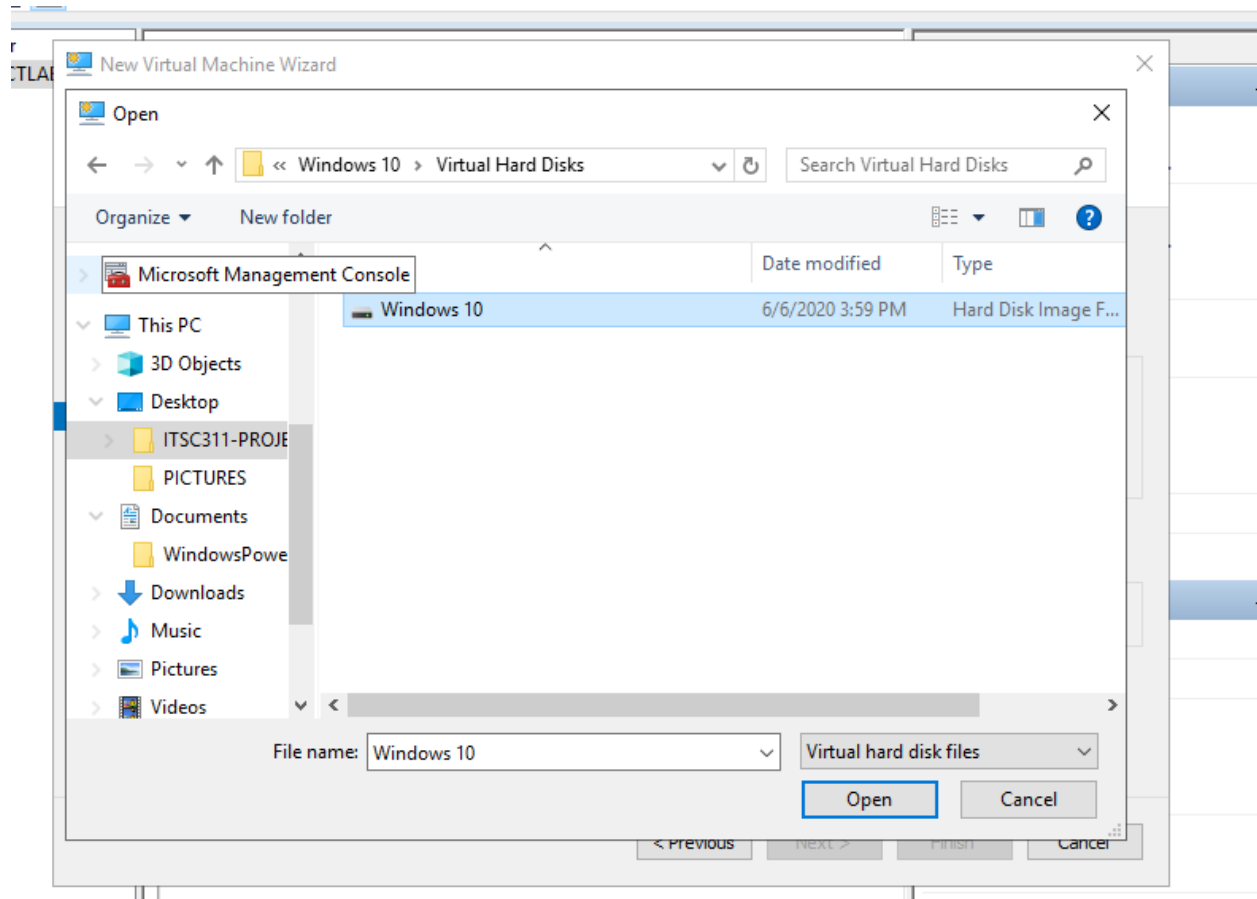 r
CTLAB
New Virtual Machine Wizard
Open
« Windows 10 > Virtual Hard Disks
Search Virtual Hard Disks
Organize
New folder
Date modified
Type
Microsoft Management Console
Windows 10
6/6/2020 3:59 PM
Hard Disk Image F...
This PC
3D Objects
Desktop
ITSC311-PROJE
PICTURES
Documents
WindowsPowe
Downloads
Music
Pictures
Videos
File name:
Windows 10
Virtual hard disk files
Open
Cancel
< Previous
Next >
Finish
Cancel